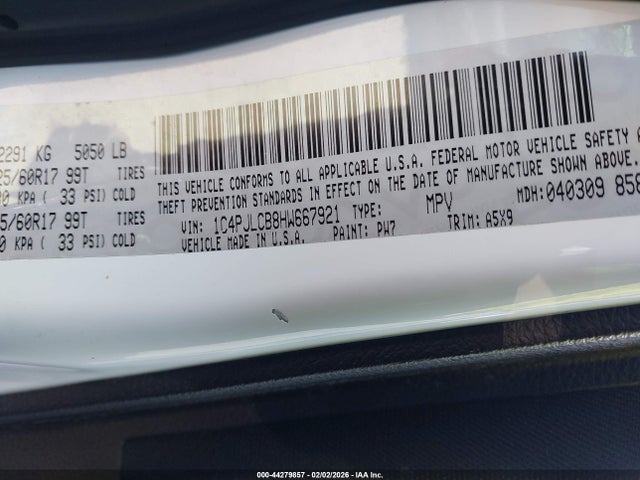 2291 KG 5050 LB
25/60R17 99T TIRES
30 KPA ( 33 PSI) COLD
5/60R17 99T TIRES
0 KPA ( 33 PSI) COLD
THIS VEHICLE CONFORMS TO ALL APPLICABLE U.S.A. FEDERAL MOTOR VEHICLE SAFETY
THEFT PREVENTION STANDARDS IN EFFECT ON THE DATE OF MANUFACTURE SHOWN ABOVE.
VIN: 1C4PJLCB8HW667921 TYPE: MPV MDH: 040309 858
VEHICLE MADE IN U.S.A. PAINT: PW7 TRIM: A5X9
000-44279857 - 02/02/2026 - IAA Inc.